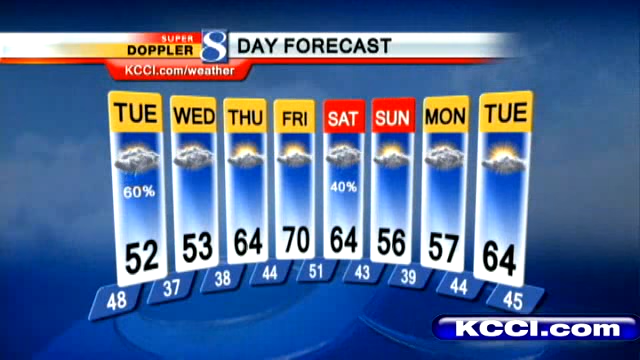 SUPER
DOPPLER 8 DAY FORECAST
KCCI.com/weather
TUE WED THU FRI SAT SUN MON TUE
60% 40%
52 53 64 70 64 56 57 64
48 37 38 44 51 43 39 44 45
KCCI.com